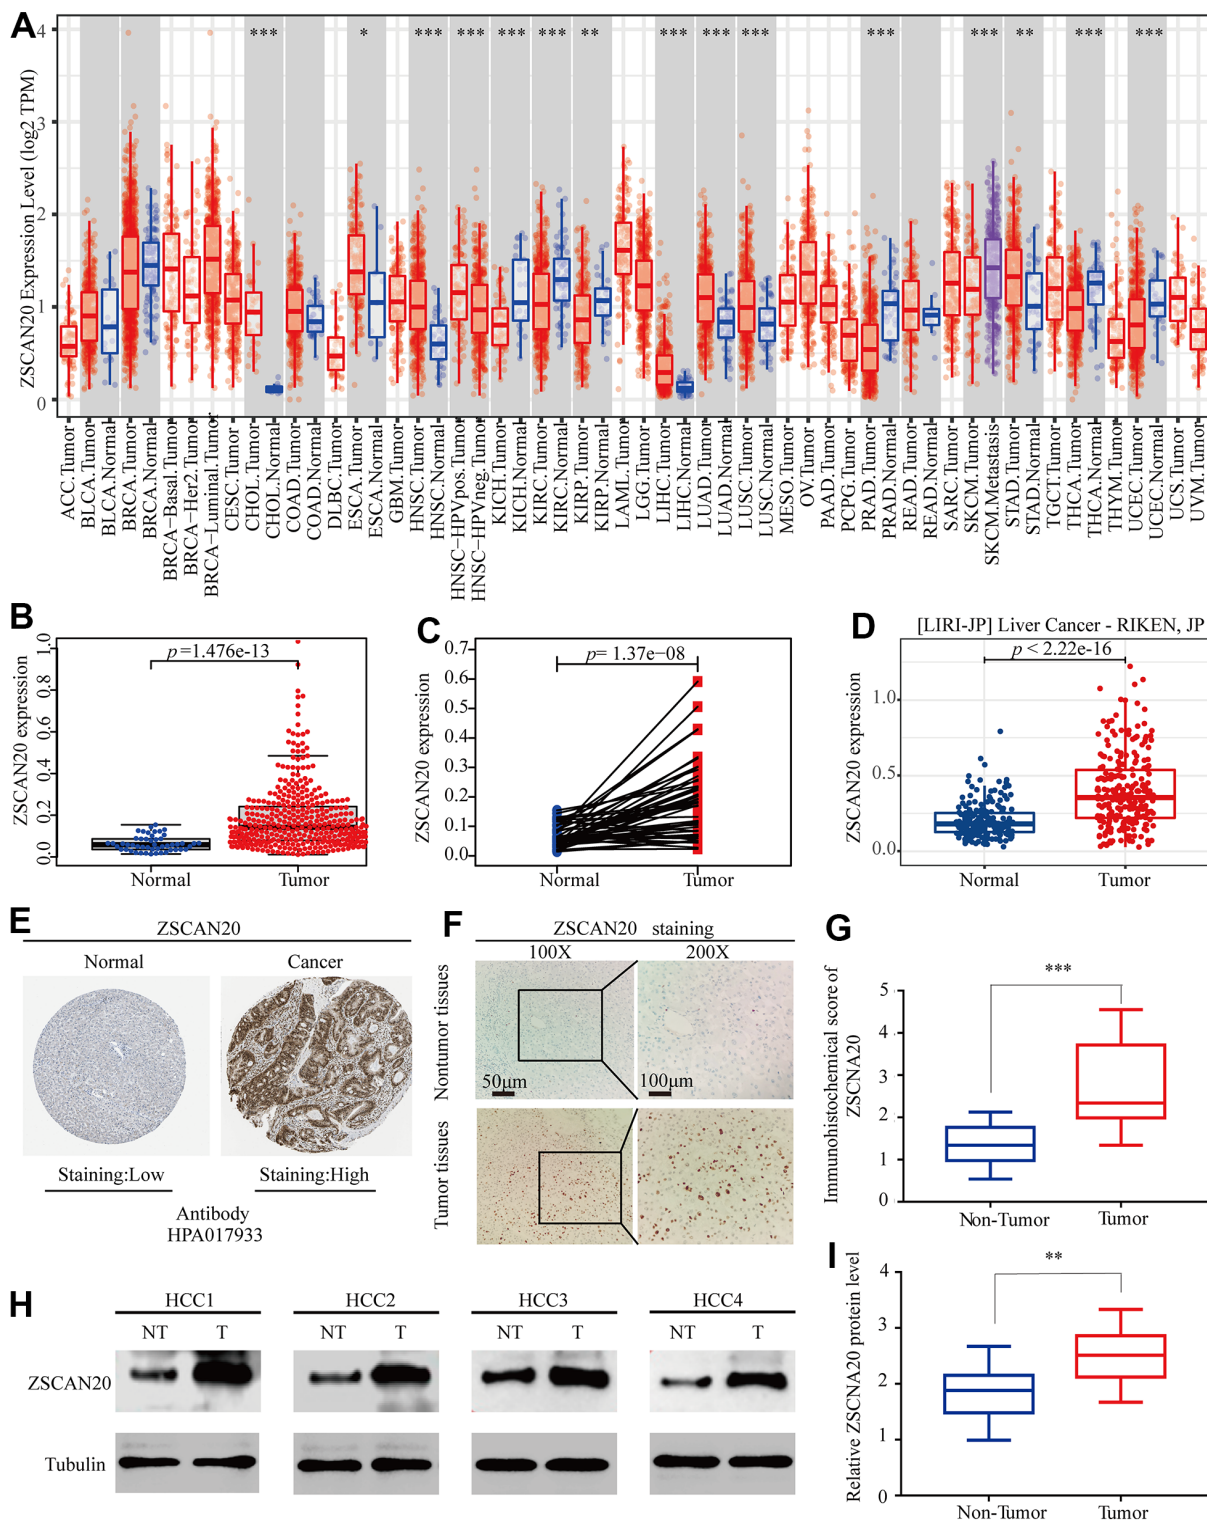 A
ZSCAN20 Expression Level (log2 TPM)
4
3
2
1
0
*** * *** *** *** *** ** *** *** *** *** *** ** *** ***
ACC.Tumor
BLCA.Tumor
BLCA.Normal
BRCA.Tumor
BRCA.Normal
BRCA−Basal.Tumor
BRCA−Her2.Tumor
BRCA−Luminal.Tumor
CESC.Tumor
CHOL.Tumor
CHOL.Normal
COAD.Tumor
COAD.Normal
DLBC.Tumor
ESCA.Tumor
ESCA.Normal
GBM.Tumor
HNSC.Tumor
HNSC.Normal
HNSC−HPVpos.Tumor
HNSC−HPVneg.Tumor
KICH.Tumor
KICH.Normal
KIRC.Tumor
KIRC.Normal
KIRP.Tumor
KIRP.Normal
LAML.Tumor
LGG.Tumor
LIHC.Tumor
LIHC.Normal
LUAD.Tumor
LUAD.Normal
LUSC.Tumor
LUSC.Normal
MESO.Tumor
OV.Tumor
PAAD.Tumor
PCPG.Tumor
PRAD.Tumor
PRAD.Normal
READ.Tumor
READ.Normal
SARC.Tumor
SKCM.Tumor
SKCM.Metastasis
STAD.Tumor
STAD.Normal
TGCT.Tumor
THCA.Tumor
THCA.Normal
THYM.Tumor
UCEC.Tumor
UCEC.Normal
UCS.Tumor
UVM.Tumor
B
ZSCAN20 expression
1.0
0.8
0.6
0.4
0.2
0.0
p=1.476e-13
Normal Tumor
C
ZSCAN20 expression
0.7
0.6
0.5
0.4
0.3
0.2
0.1
0.0
p= 1.37e−08
Normal Tumor
D
[LIRI-JP] Liver Cancer - RIKEN, JP
p < 2.22e-16
ZSCAN20 expression
1.0
0.5
0.0
Normal Tumor
E
ZSCAN20
Normal Cancer
Staining:Low Staining:High
Antibody
HPA017933
F
ZSCAN20 staining
100X 200X
Nontumor tissues
50μm 100μm
Tumor tissues
G
Immunohistochemical score of
ZSCNA20
5
4
3
2
1
0
***
Non-Tumor Tumor
H
HCC1 HCC2 HCC3 HCC4
NT T NT T NT T NT T
ZSCAN20
Tubulin
I
Relative ZSCNA20 protein level
4
3
2
1
0
**
Non-Tumor Tumor